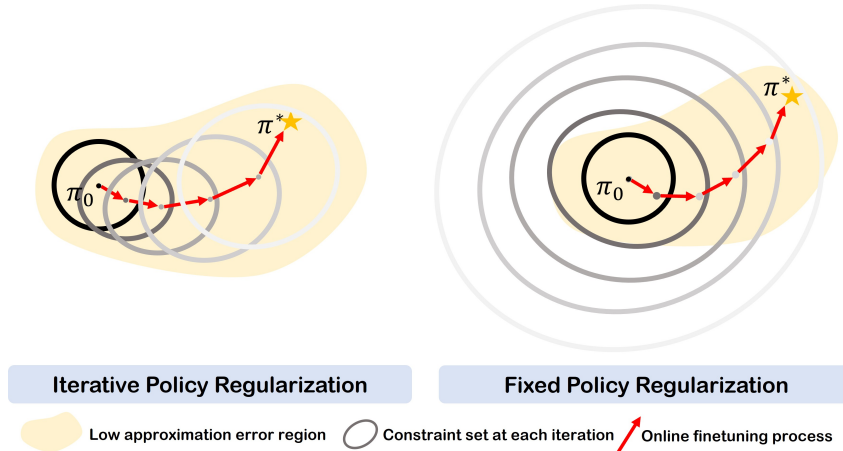 π*
π₀
π*
π₀
Iterative Policy Regularization
Fixed Policy Regularization
Low approximation error region
Constraint set at each iteration
Online finetuning process